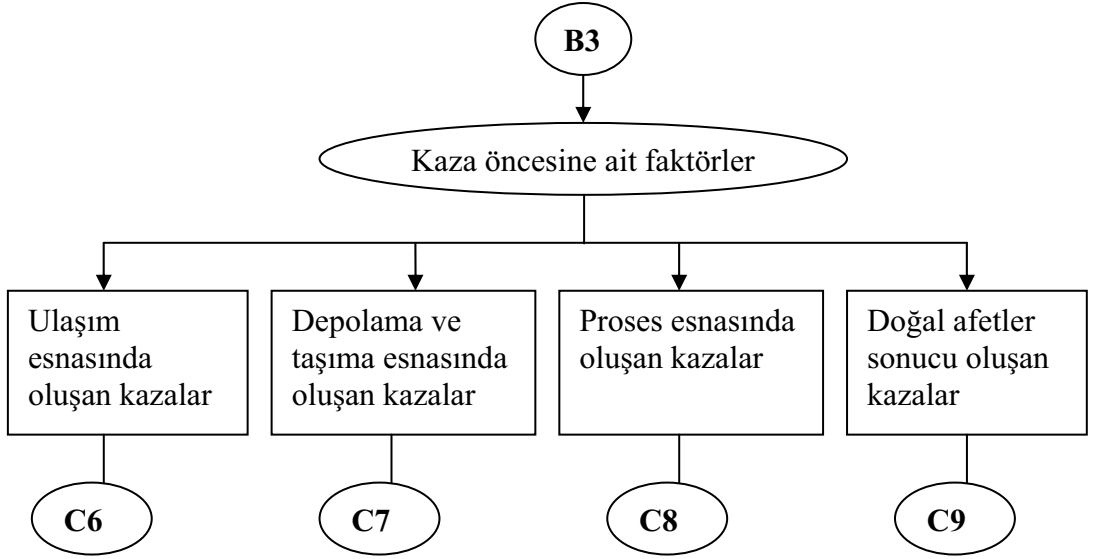 B3
Kaza öncesine ait faktörler
Ulaşım
esnasında
oluşan kazalar
Depolama ve
taşıma esnasında
oluşan kazalar
Proses esnasında
oluşan kazalar
Doğal afetler
sonucu oluşan
kazalar
C6
C7
C8
C9